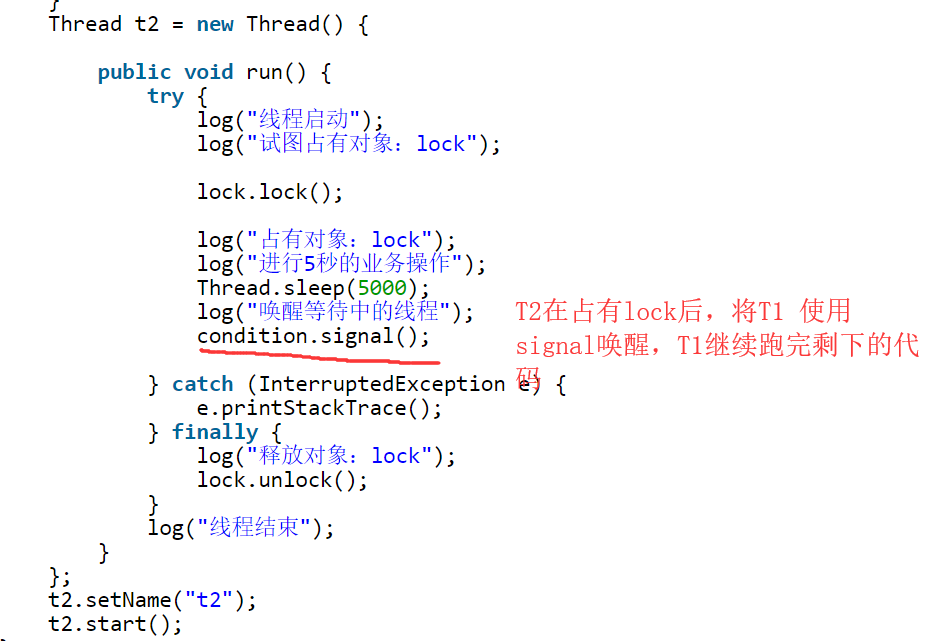 }
Thread t2 = new Thread() {
public void run() {
try {
log("线程启动");
log("试图占有对象：lock");
lock.lock();
log("占有对象：lock");
log("进行5秒的业务操作");
Thread.sleep(5000);
log("唤醒等待中的线程");
condition.signal();
T2在占有lock后，将T1 使用
signal唤醒，T1继续跑完剩下的代
码
} catch (InterruptedException e) {
e.printStackTrace();
} finally {
log("释放对象：lock");
lock.unlock();
}
log("线程结束");
}
};
t2.setName("t2");
t2.start();